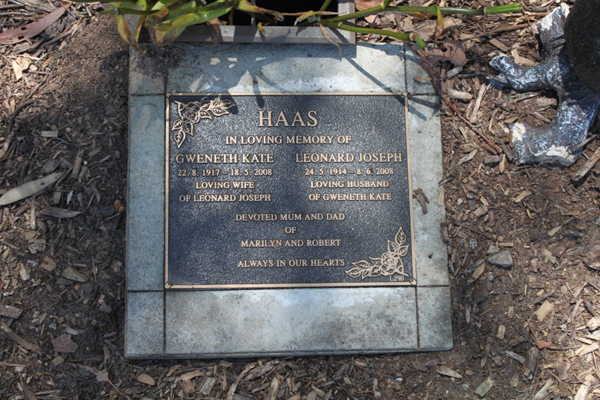 HAAS
IN LOVING MEMORY OF
GWENETH KATE LEONARD JOSEPH
22. 8. 1917 - 18. 5. 2008 24. 5. 1914 - 8. 6. 2008
LOVING WIFE LOVING HUSBAND
OF LEONARD JOSEPH OF GWENETH KATE
DEVOTED MUM AND DAD
OF
MARILYN AND ROBERT
ALWAYS IN OUR HEARTS